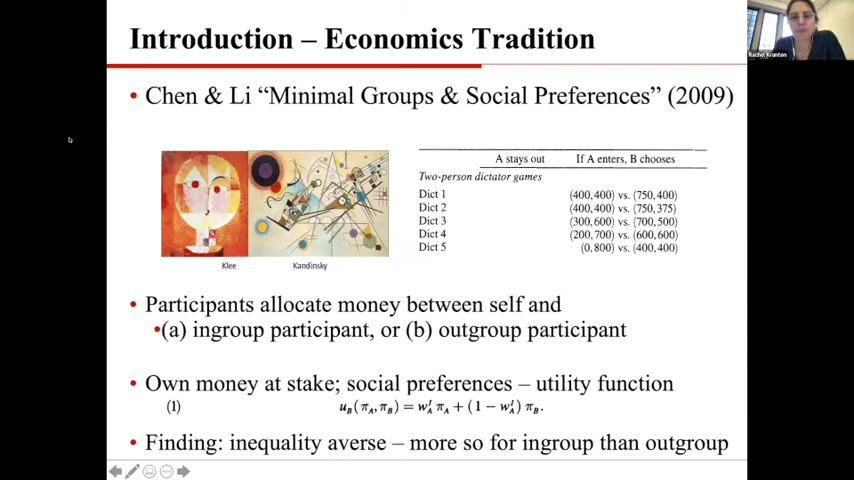 Introduction – Economics Tradition
Rachel Kranton
• Chen & Li “Minimal Groups & Social Preferences” (2009)
A stays out If A enters, B chooses
Two-person dictator games
Dict 1 (400,400) vs. (750,400)
Dict 2 (400,400) vs. (750,375)
Dict 3 (300,600) vs. (700,500)
Dict 4 (200,700) vs. (600,600)
Dict 5 (0,800) vs. (400,400)
Klee Kandinsky
• Participants allocate money between self and
•(a) ingroup participant, or (b) outgroup participant
• Own money at stake; social preferences – utility function
(1) u_B(π_A, π_B) = w_A^I π_A + (1 − w_A^I) π_B.
• Finding: inequality averse – more so for ingroup than outgroup